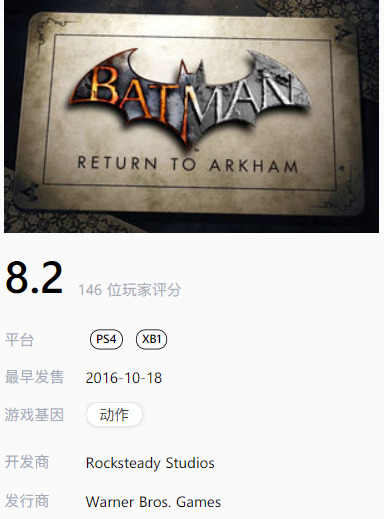 BATMAN
RETURN TO ARKHAM
8.2 146 位玩家评分
平台 PS4 XB1
最早发售 2016-10-18
游戏基因 动作
开发商 Rocksteady Studios
发行商 Warner Bros. Games